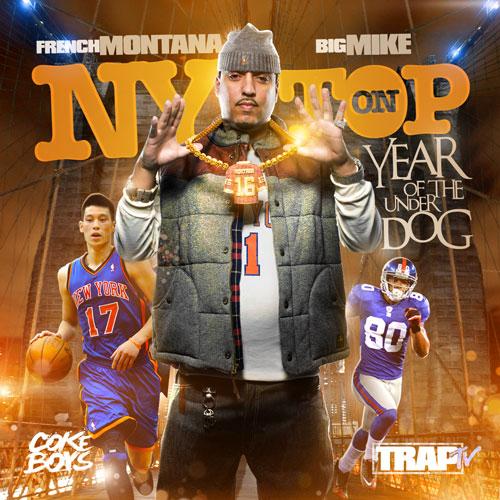 FRENCH MONTANA
BIG MIKE
NY ON TOP
YEAR
OF THE
UNDER
DOG
MONTANA
16
1
NEW YORK
17
80
COKE
BOYS
TRAP TV